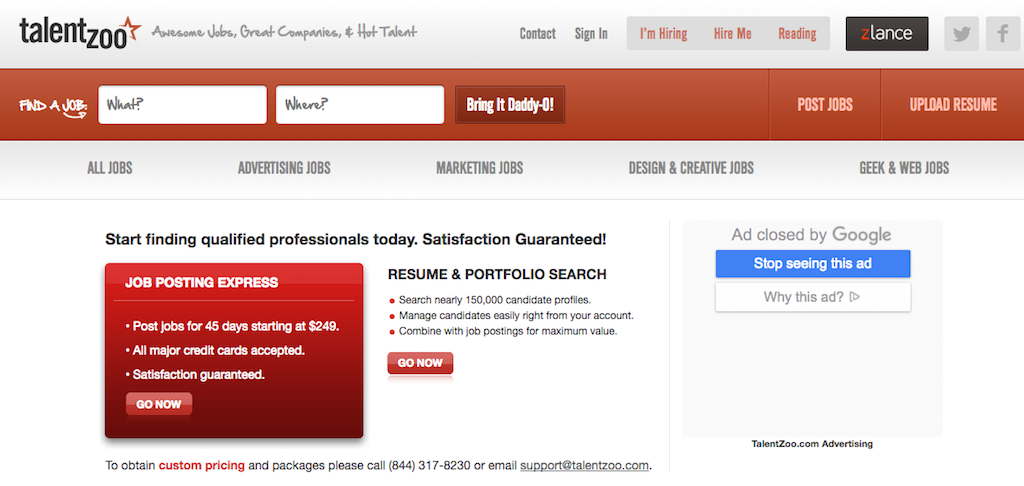 talentzoo Awesome Jobs, Great Companies, & Hot Talent
Contact Sign In I'm Hiring Hire Me Reading zlance
FIND A JOB: What? Where? Bring It Daddy-O! POST JOBS UPLOAD RESUME
ALL JOBS ADVERTISING JOBS MARKETING JOBS DESIGN & CREATIVE JOBS GEEK & WEB JOBS
Start finding qualified professionals today. Satisfaction Guaranteed!
JOB POSTING EXPRESS
• Post jobs for 45 days starting at $249.
• All major credit cards accepted.
• Satisfaction guaranteed.
GO NOW
RESUME & PORTFOLIO SEARCH
• Search nearly 150,000 candidate profiles.
• Manage candidates easily right from your account.
• Combine with job postings for maximum value.
GO NOW
To obtain custom pricing and packages please call (844) 317-8230 or email support@talentzoo.com.
Ad closed by Google
Stop seeing this ad
Why this ad?
TalentZoo.com Advertising